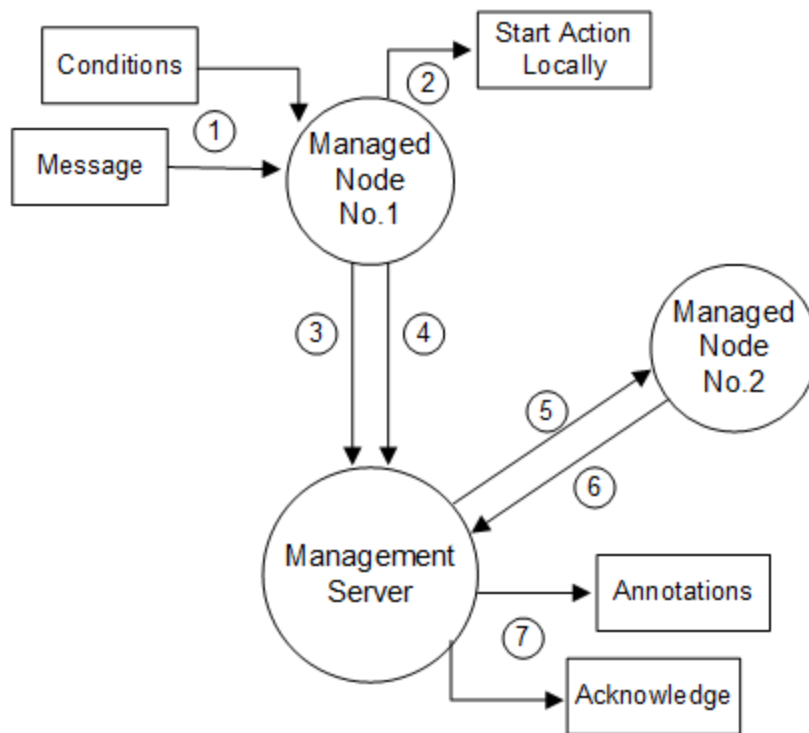 Start Action
Locally
Conditions
2
1
Message
Managed
Node
No.1
3
4
Managed
Node
No.2
5
6
Management
Server
Annotations
7
Acknowledge